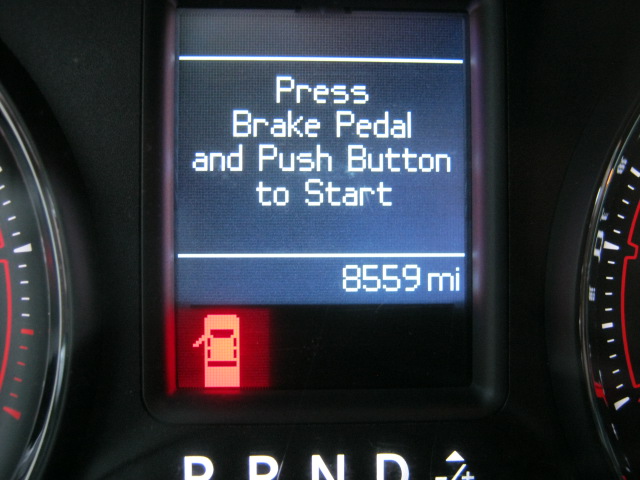 Press
Brake Pedal
and Push Button
to Start
8559 mi
P R N D -/+